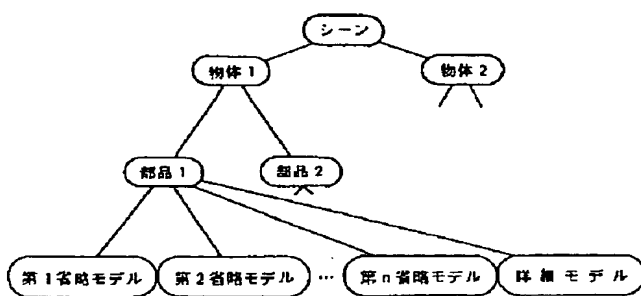 シーン
物体1
物体2
部品1
部品2
第1省略モデル
第2省略モデル
…
第n省略モデル
詳細モデル